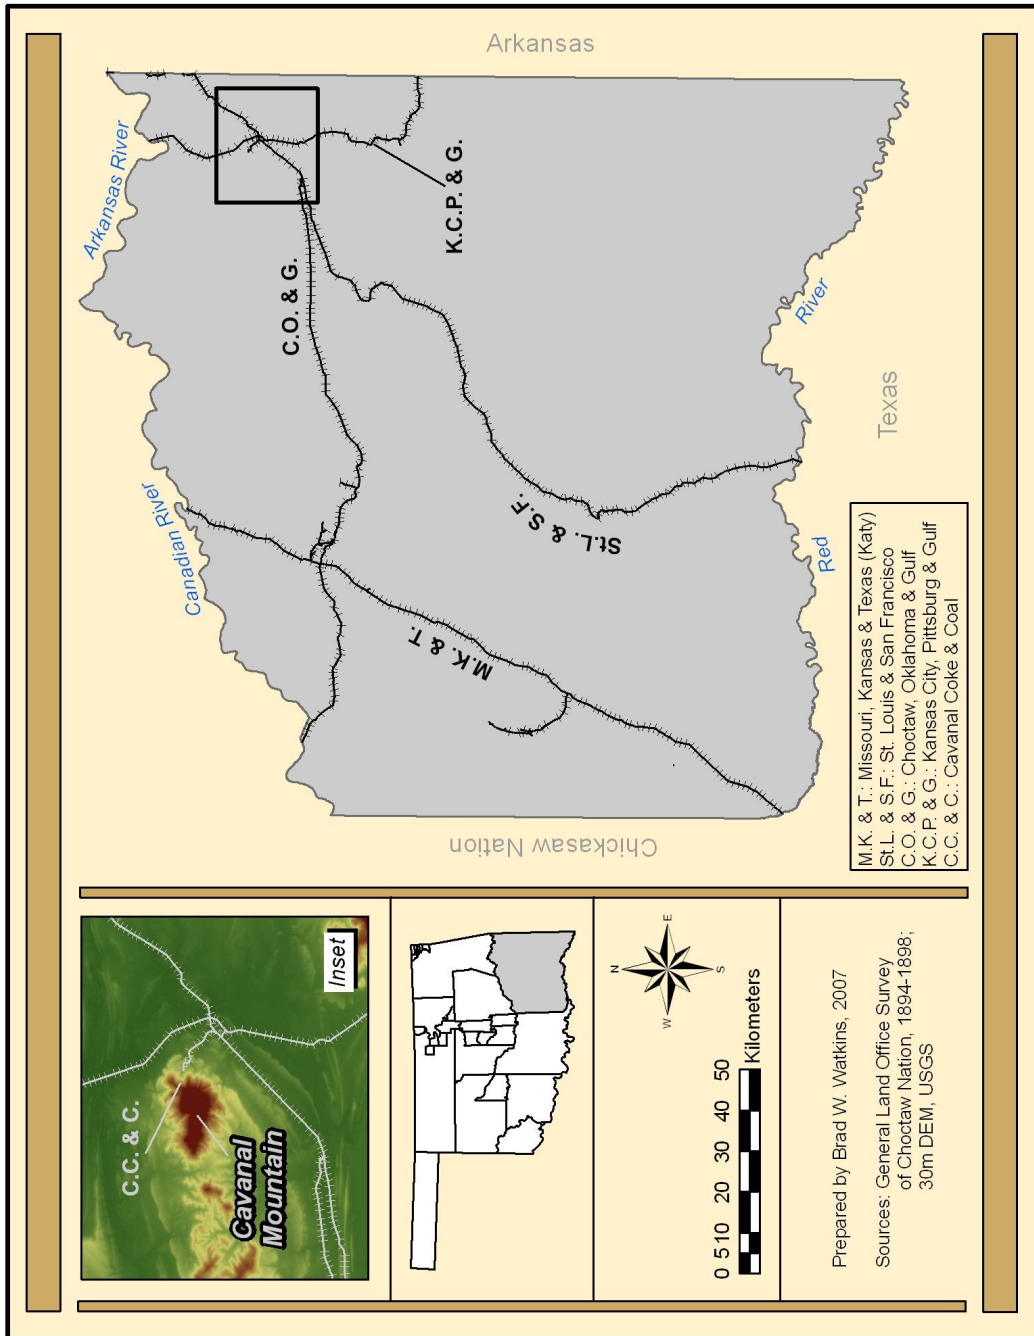 Arkansas
Arkansas River
Canadian River
C.O. & G.
K.C.P. & G.
St.L. & S.F.
M.K. & T.
Red
River
Texas
Chickasaw Nation
M.K. & T.: Missouri, Kansas & Texas (Katy)
St.L. & S.F.: St. Louis & San Francisco
C.O. & G.: Choctaw, Oklahoma & Gulf
K.C.P. & G.: Kansas City, Pittsburg & Gulf
C.C. & C.: Cavanal Coke & Coal
C.C. & C.
Cavanal
Mountain
Inset
N
W
E
S
0 5 10 20 30 40 50
Kilometers
Prepared by Brad W. Watkins, 2007
Sources: General Land Office Survey
of Choctaw Nation, 1894-1898;
30m DEM, USGS